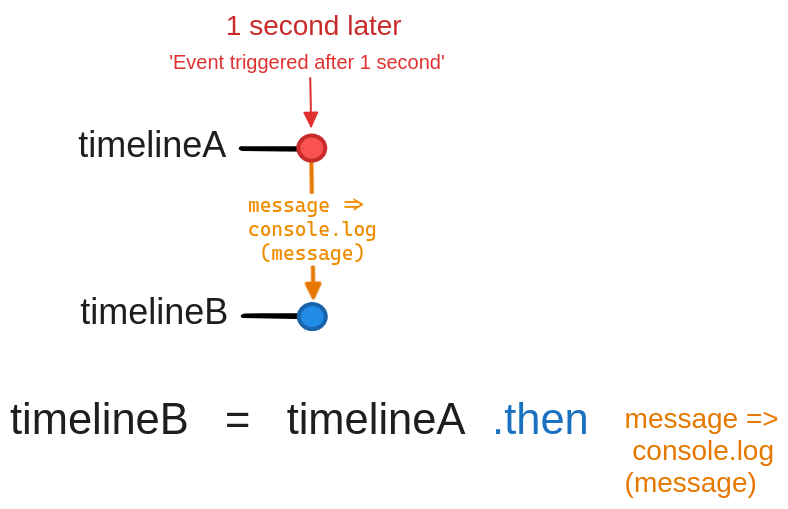 1 second later
'Event triggered after 1 second'
timelineA
message =>
console.log
(message)
timelineB
timelineB = timelineA .then
message =>
console.log
(message)